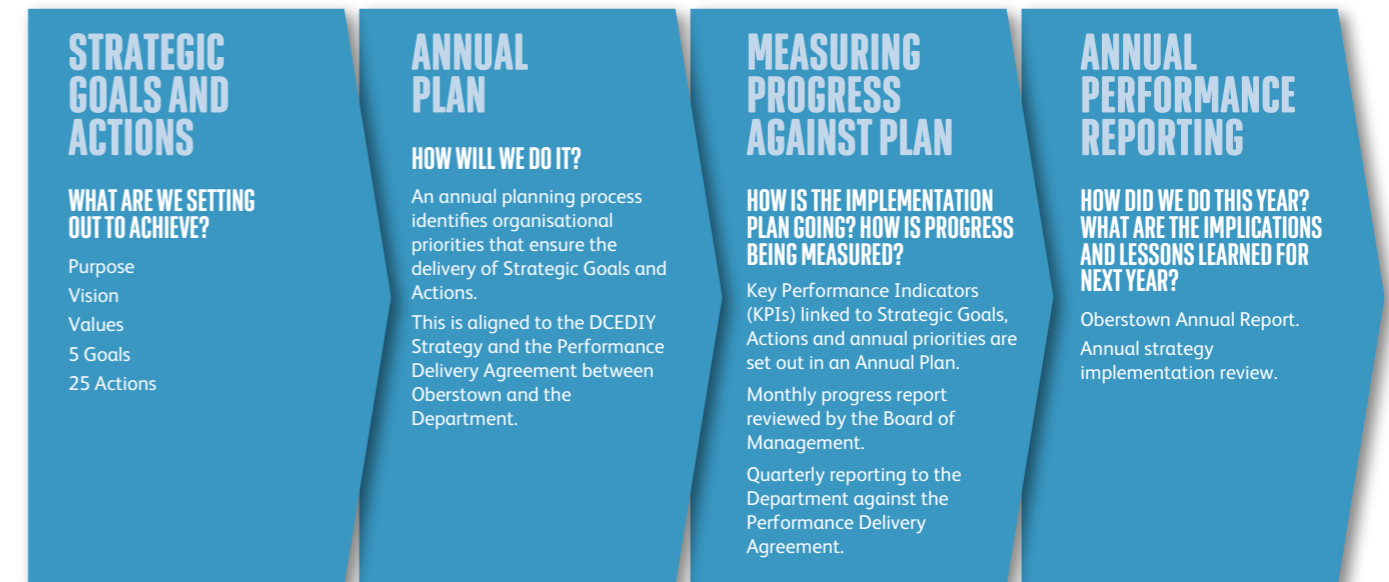 STRATEGIC
GOALS AND
ACTIONS
WHAT ARE WE SETTING
OUT TO ACHIEVE?
Purpose
Vision
Values
5 Goals
25 Actions
ANNUAL
PLAN
HOW WILL WE DO IT?
An annual planning process
identifies organisational
priorities that ensure the
delivery of Strategic Goals and
Actions.
This is aligned to the DCEDIY
Strategy and the Performance
Delivery Agreement between
Oberstown and the
Department.
MEASURING
PROGRESS
AGAINST PLAN
HOW IS THE IMPLEMENTATION
PLAN GOING? HOW IS PROGRESS
BEING MEASURED?
Key Performance Indicators
(KPIs) linked to Strategic Goals,
Actions and annual priorities are
set out in an Annual Plan.
Monthly progress report
reviewed by the Board of
Management.
Quarterly reporting to the
Department against the
Performance Delivery
Agreement.
ANNUAL
PERFORMANCE
REPORTING
HOW DID WE DO THIS YEAR?
WHAT ARE THE IMPLICATIONS
AND LESSONS LEARNED FOR
NEXT YEAR?
Oberstown Annual Report.
Annual strategy
implementation review.